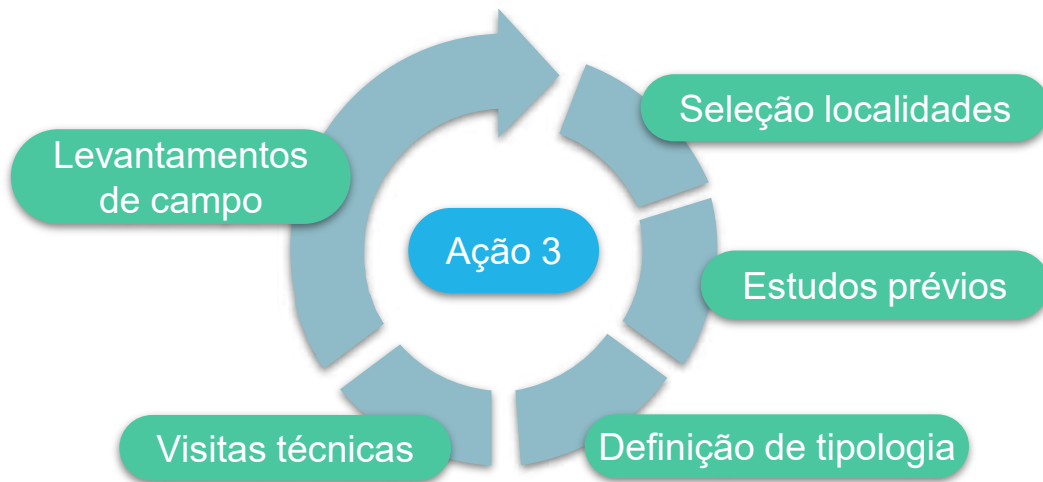 Seleção localidades
Levantamentos
de campo
Ação 3
Estudos prévios
Visitas técnicas
Definição de tipologia